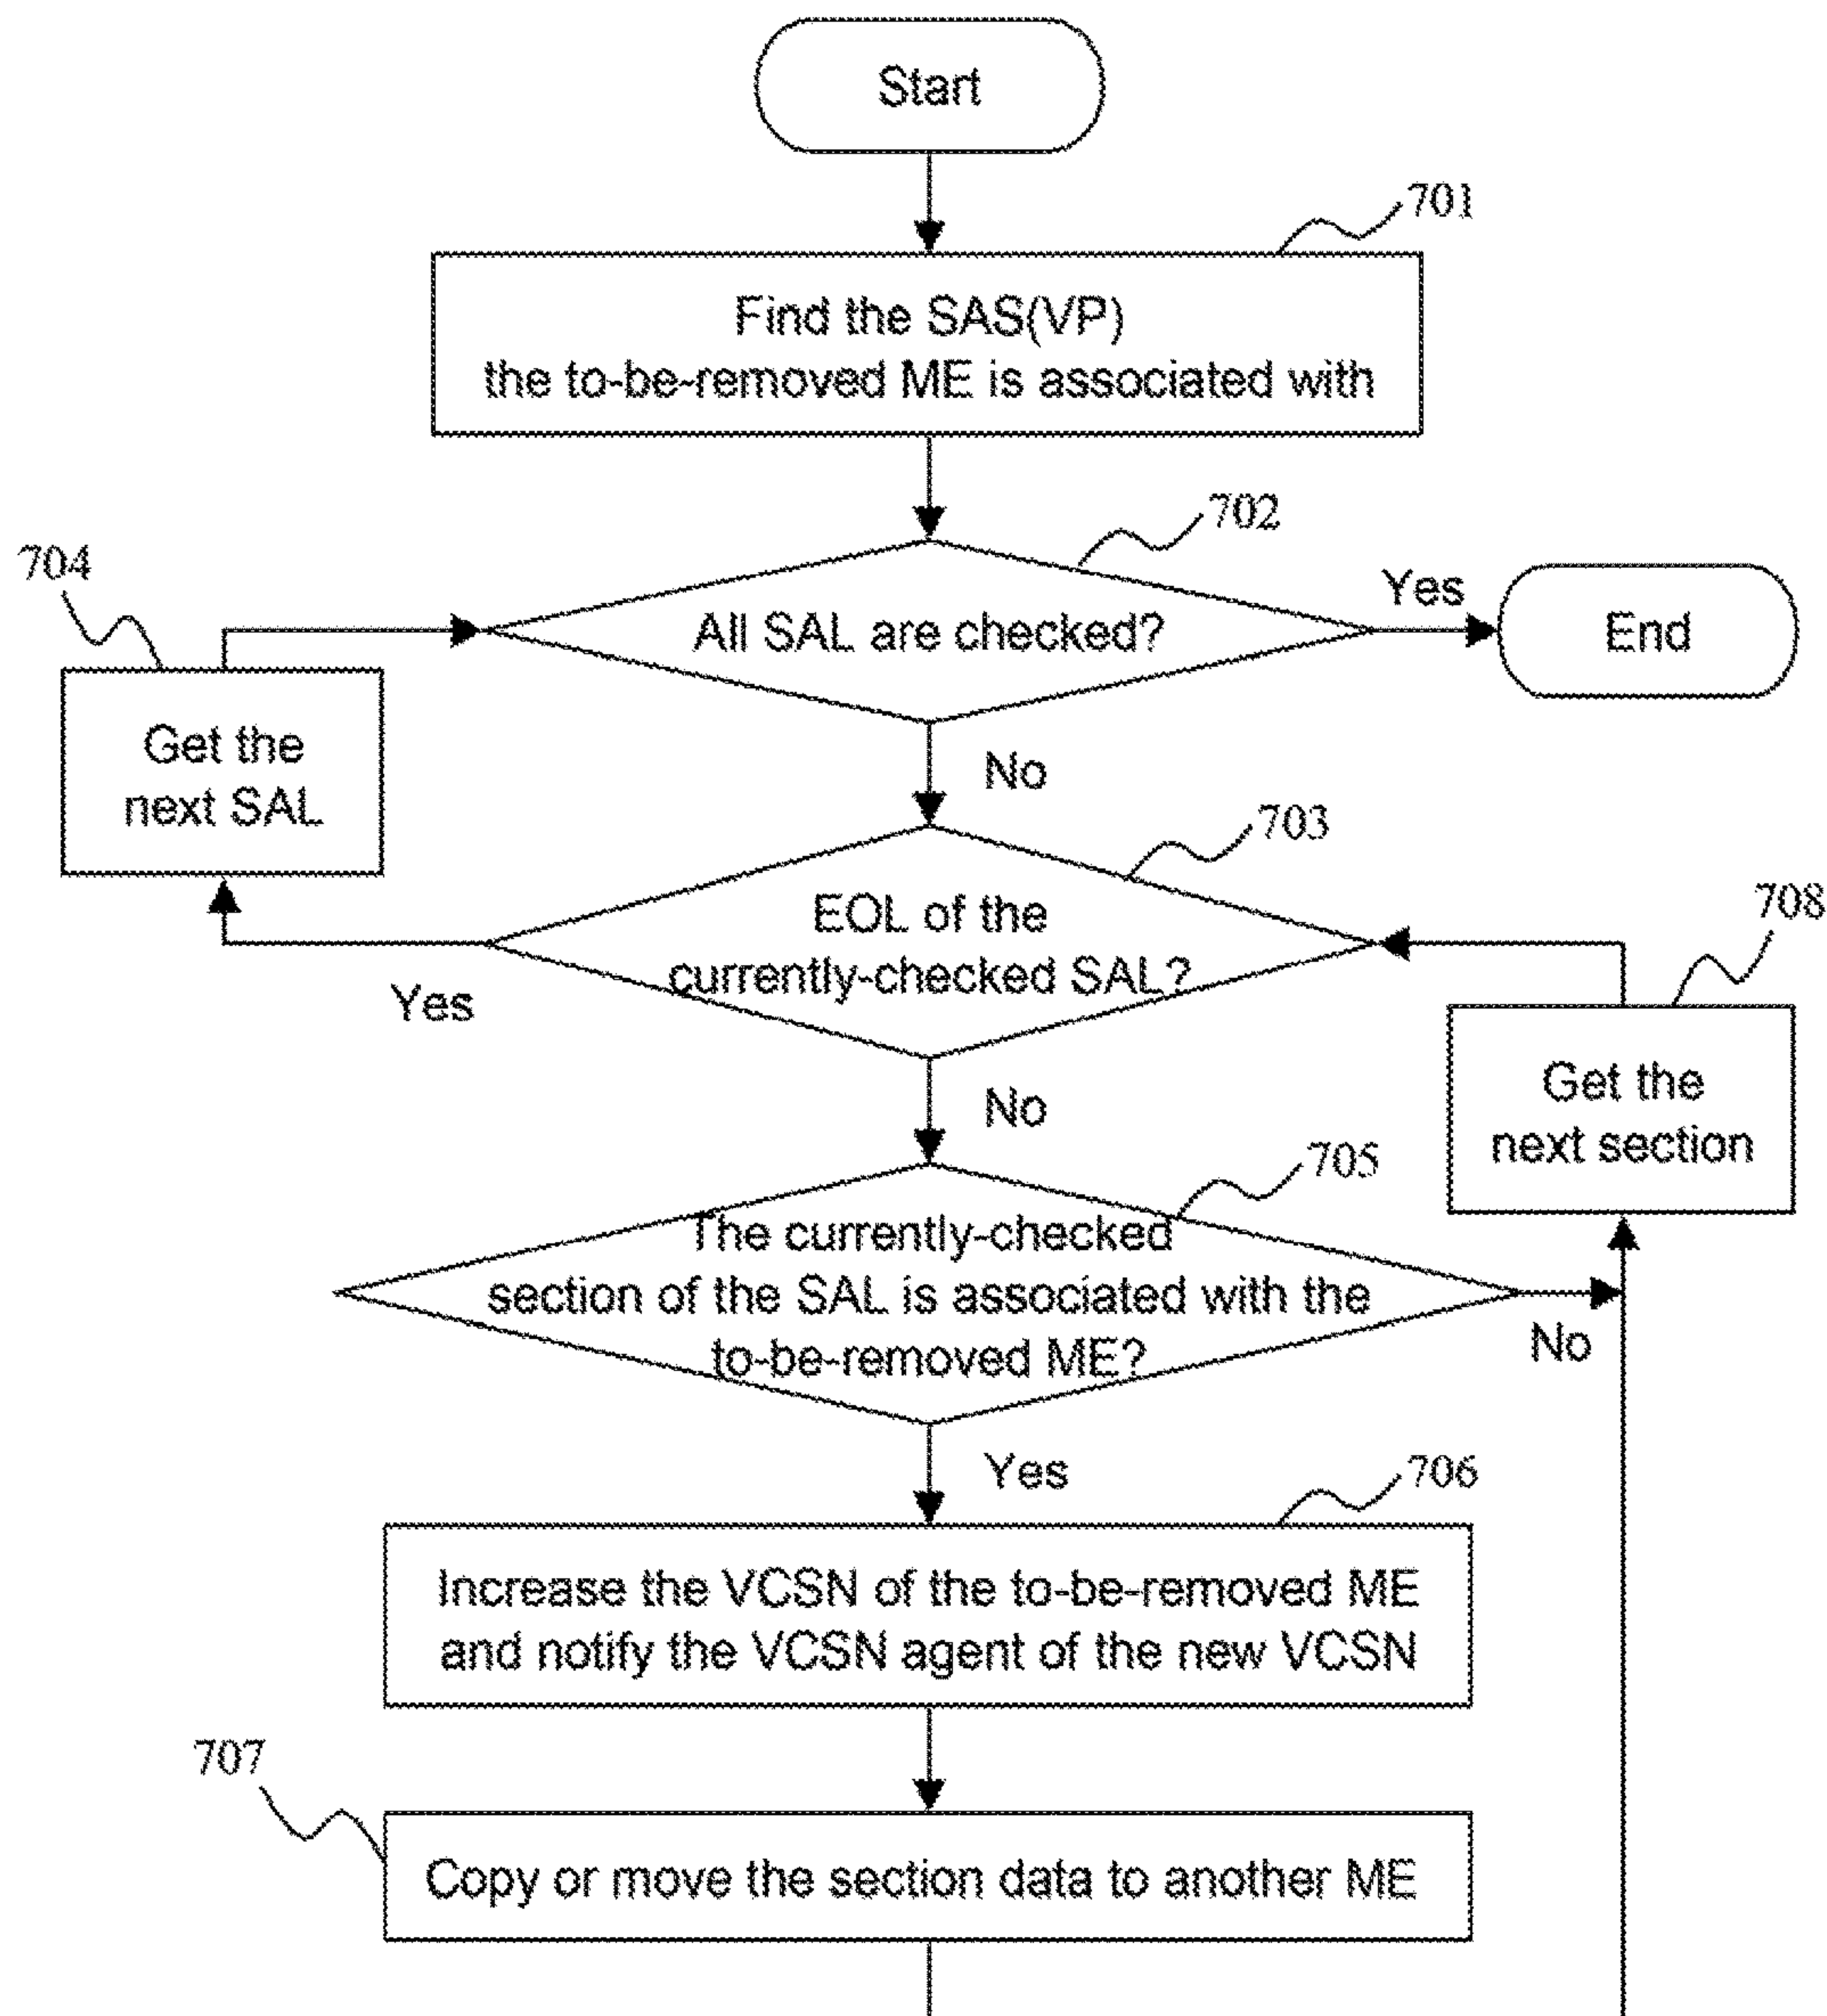 Start
701
Find the SAS(VP)
the to-be-removed ME is associated with
702
704
All SAL are checked?
Yes
End
Get the
next SAL
No
703
EOL of the
currently-checked SAL?
708
Yes
Get the
next section
No
705
The currently-checked
section of the SAL is associated with the
to-be-removed ME?
No
Yes
706
Increase the VCSN of the to-be-removed ME
and notify the VCSN agent of the new VCSN
707
Copy or move the section data to another ME